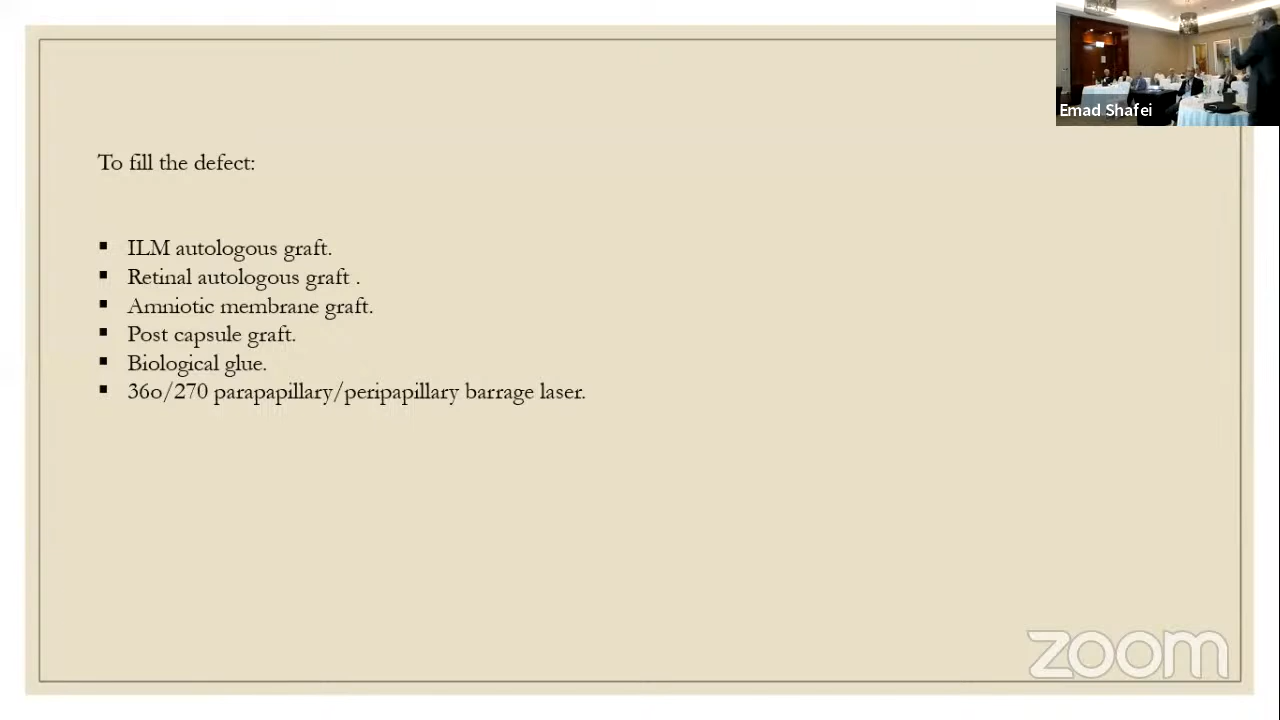 Emad Shafei
To fill the defect:
▪ ILM autologous graft.
▪ Retinal autologous graft .
▪ Amniotic membrane graft.
▪ Post capsule graft.
▪ Biological glue.
▪ 36o/270 parapapillary/peripapillary barrage laser.
zoom